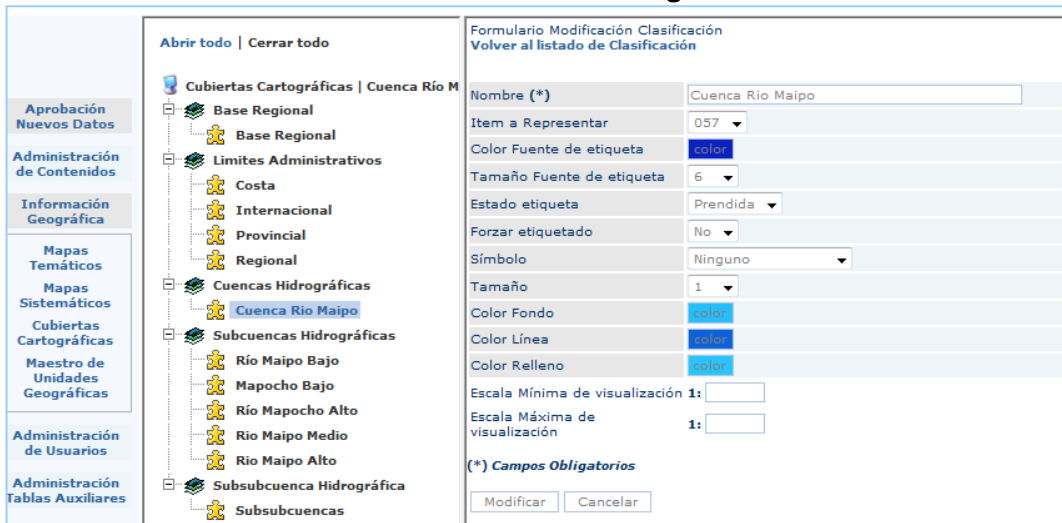 Aprobación
Nuevos Datos
Administración
de Contenidos
Información
Geográfica
Mapas
Temáticos
Mapas
Sistemáticos
Cubiertas
Cartográficas
Maestro de
Unidades
Geográficas
Administración
de Usuarios
Administración
Tablas Auxiliares
Abrir todo | Cerrar todo
Cubiertas Cartográficas | Cuenca Río M
Base Regional
Base Regional
Limites Administrativos
Costa
Internacional
Provincial
Regional
Cuencas Hidrográficas
Cuenca Rio Maipo
Subcuencas Hidrográficas
Río Maipo Bajo
Mapocho Bajo
Río Mapocho Alto
Rio Maipo Medio
Rio Maipo Alto
Subsubcuenca Hidrográfica
Subsubcuencas
Formulario Modificación Clasificación
Volver al listado de Clasificación
Nombre (*) Cuenca Rio Maipo
Item a Representar 057
Color Fuente de etiqueta color
Tamaño Fuente de etiqueta 6
Estado etiqueta Prendida
Forzar etiquetado No
Símbolo Ninguno
Tamaño 1
Color Fondo color
Color Línea color
Color Relleno color
Escala Mínima de visualización 1:
Escala Máxima de
visualización 1:
(*) Campos Obligatorios
Modificar Cancelar